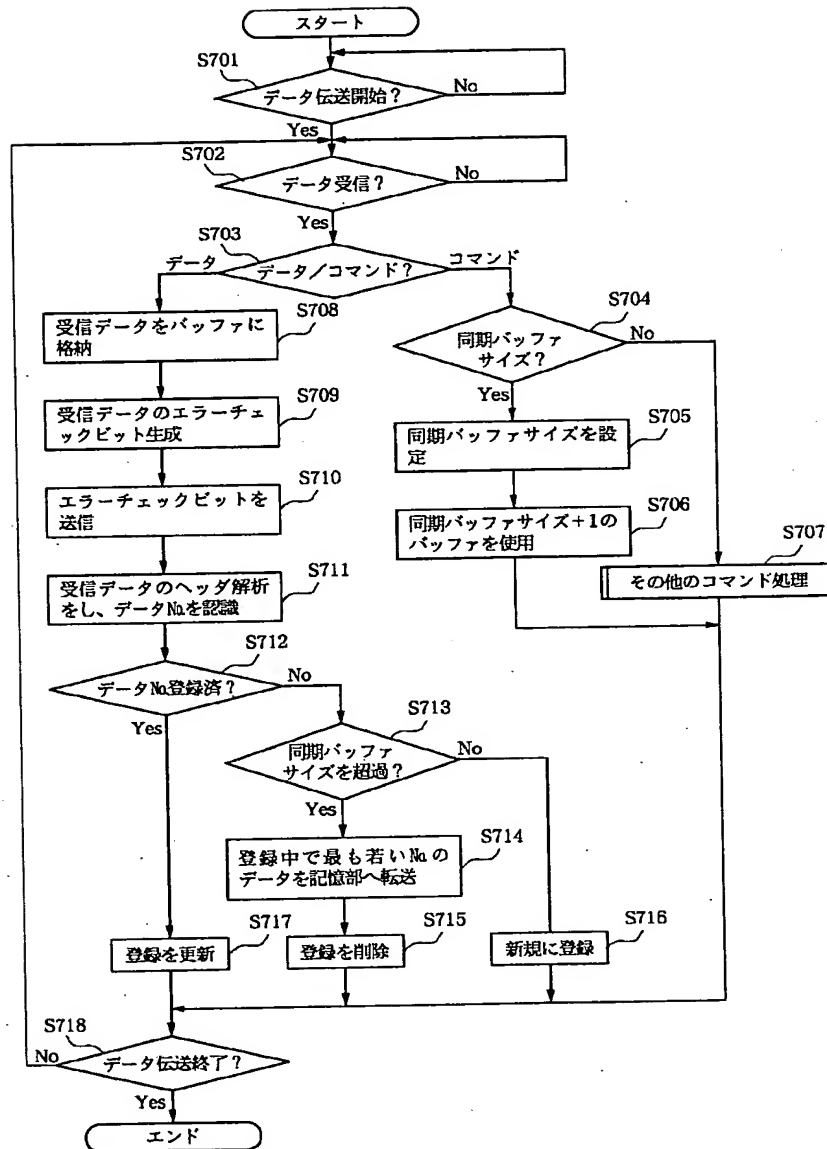 スタート
S701
データ伝送開始?
No
Yes
S702
データ受信?
No
Yes
S703
データ
データ/コマンド?
コマンド
S708
受信データをバッファに
格納
S704
同期バッファ
サイズ?
No
Yes
S709
受信データのエラーチェ
ックビット生成
S705
同期バッファサイズを設
定
S710
エラーチェックビットを
送信
S706
同期バッファサイズ+1の
バッファを使用
S707
その他のコマンド処理
S711
受信データのヘッダ解析
をし、データNo.を認識
S712
データNo.登録済?
No
Yes
S713
同期バッファ
サイズを超過?
No
Yes
S714
登録中で最も若いNo.の
データを記憶部へ転送
S717
登録を更新
S715
登録を削除
S716
新規に登録
S718
No
データ伝送終了?
Yes
エンド